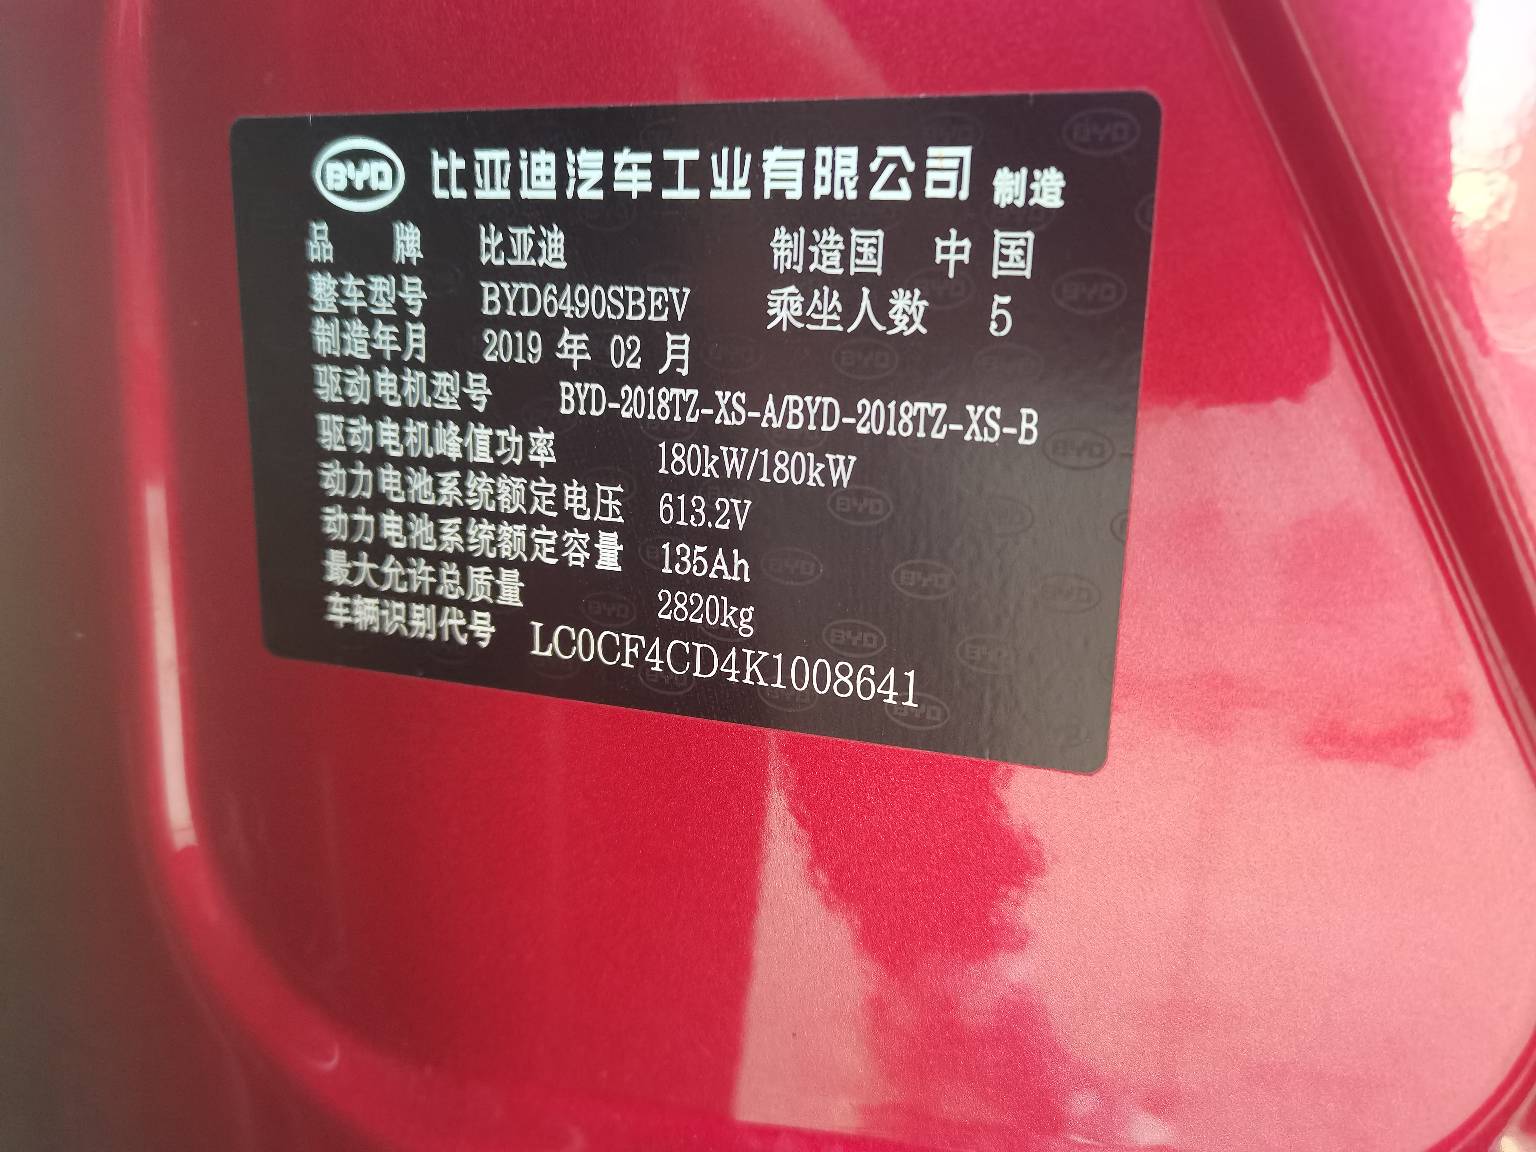 BYD 比亚迪汽车工业有限公司 制造
品 牌 比亚迪 制造国 中国
整车型号 BYD6490SBEV 乘坐人数 5
制造年月 2019 年 02 月
驱动电机型号 BYD-2018TZ-XS-A/BYD-2018TZ-XS-B
驱动电机峰值功率 180kW/180kW
动力电池系统额定电压 613.2V
动力电池系统额定容量 135Ah
最大允许总质量 2820kg
车辆识别代号 LC0CF4CD4K1008641